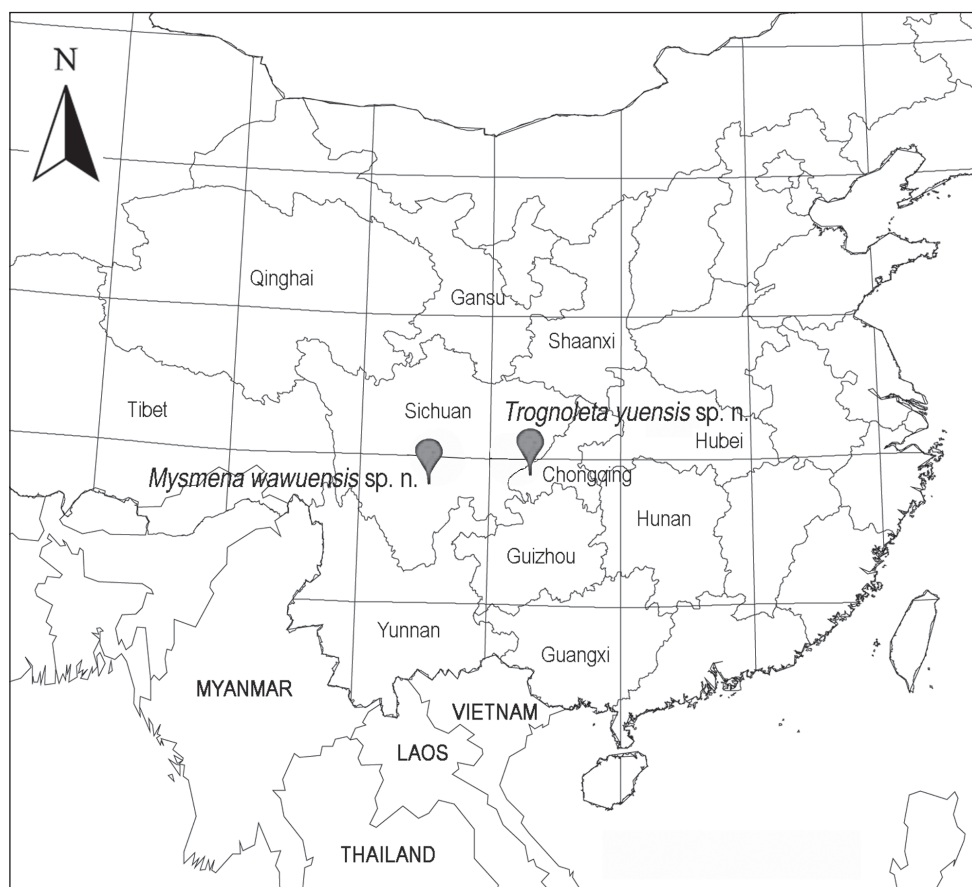 N
Qinghai
Gansu
Shaanxi
Tibet
Sichuan
Trognoleta yuensis sp. n.
Hubei
Mysmena wawuensis sp. n.
Chongqing
Hunan
Guizhou
Yunnan
Guangxi
MYANMAR
VIETNAM
LAOS
THAILAND